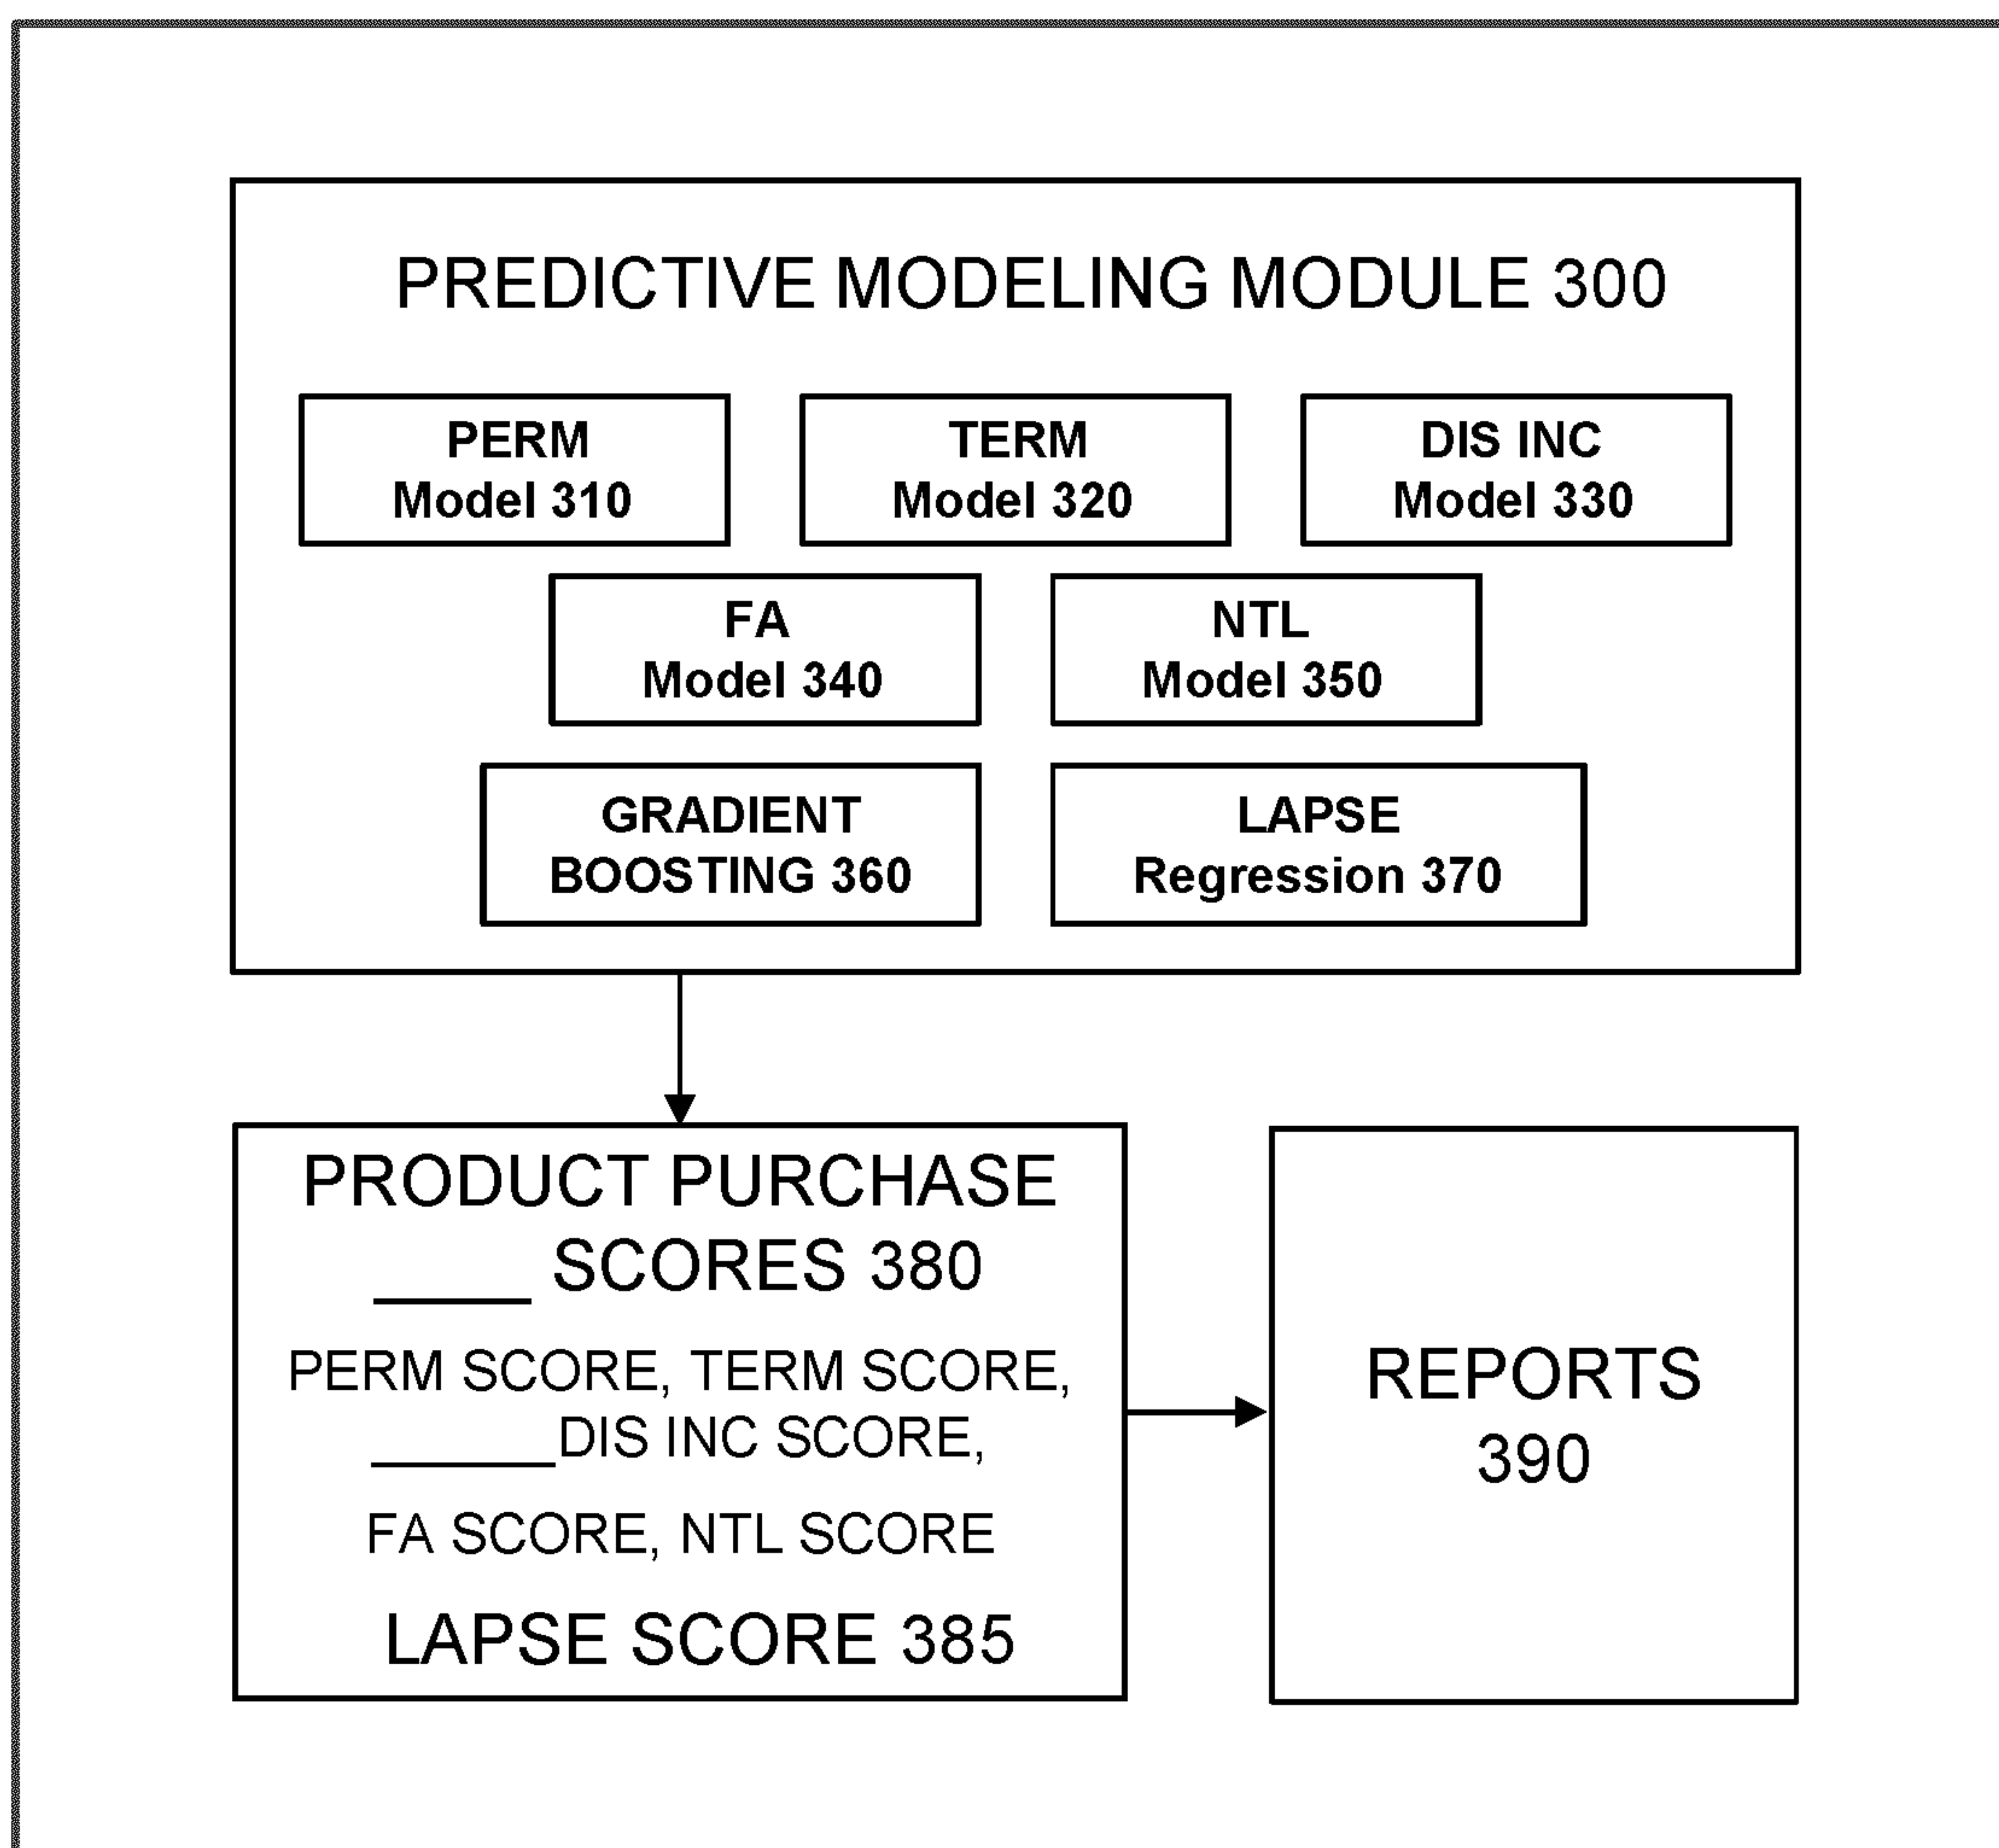 PREDICTIVE MODELING MODULE 300
PERM
Model 310
TERM
Model 320
DIS INC
Model 330
FA
Model 340
NTL
Model 350
GRADIENT
BOOSTING 360
LAPSE
Regression 370
PRODUCT PURCHASE
____ SCORES 380
PERM SCORE, TERM SCORE,
_____DIS INC SCORE,
FA SCORE, NTL SCORE
LAPSE SCORE 385
REPORTS
390